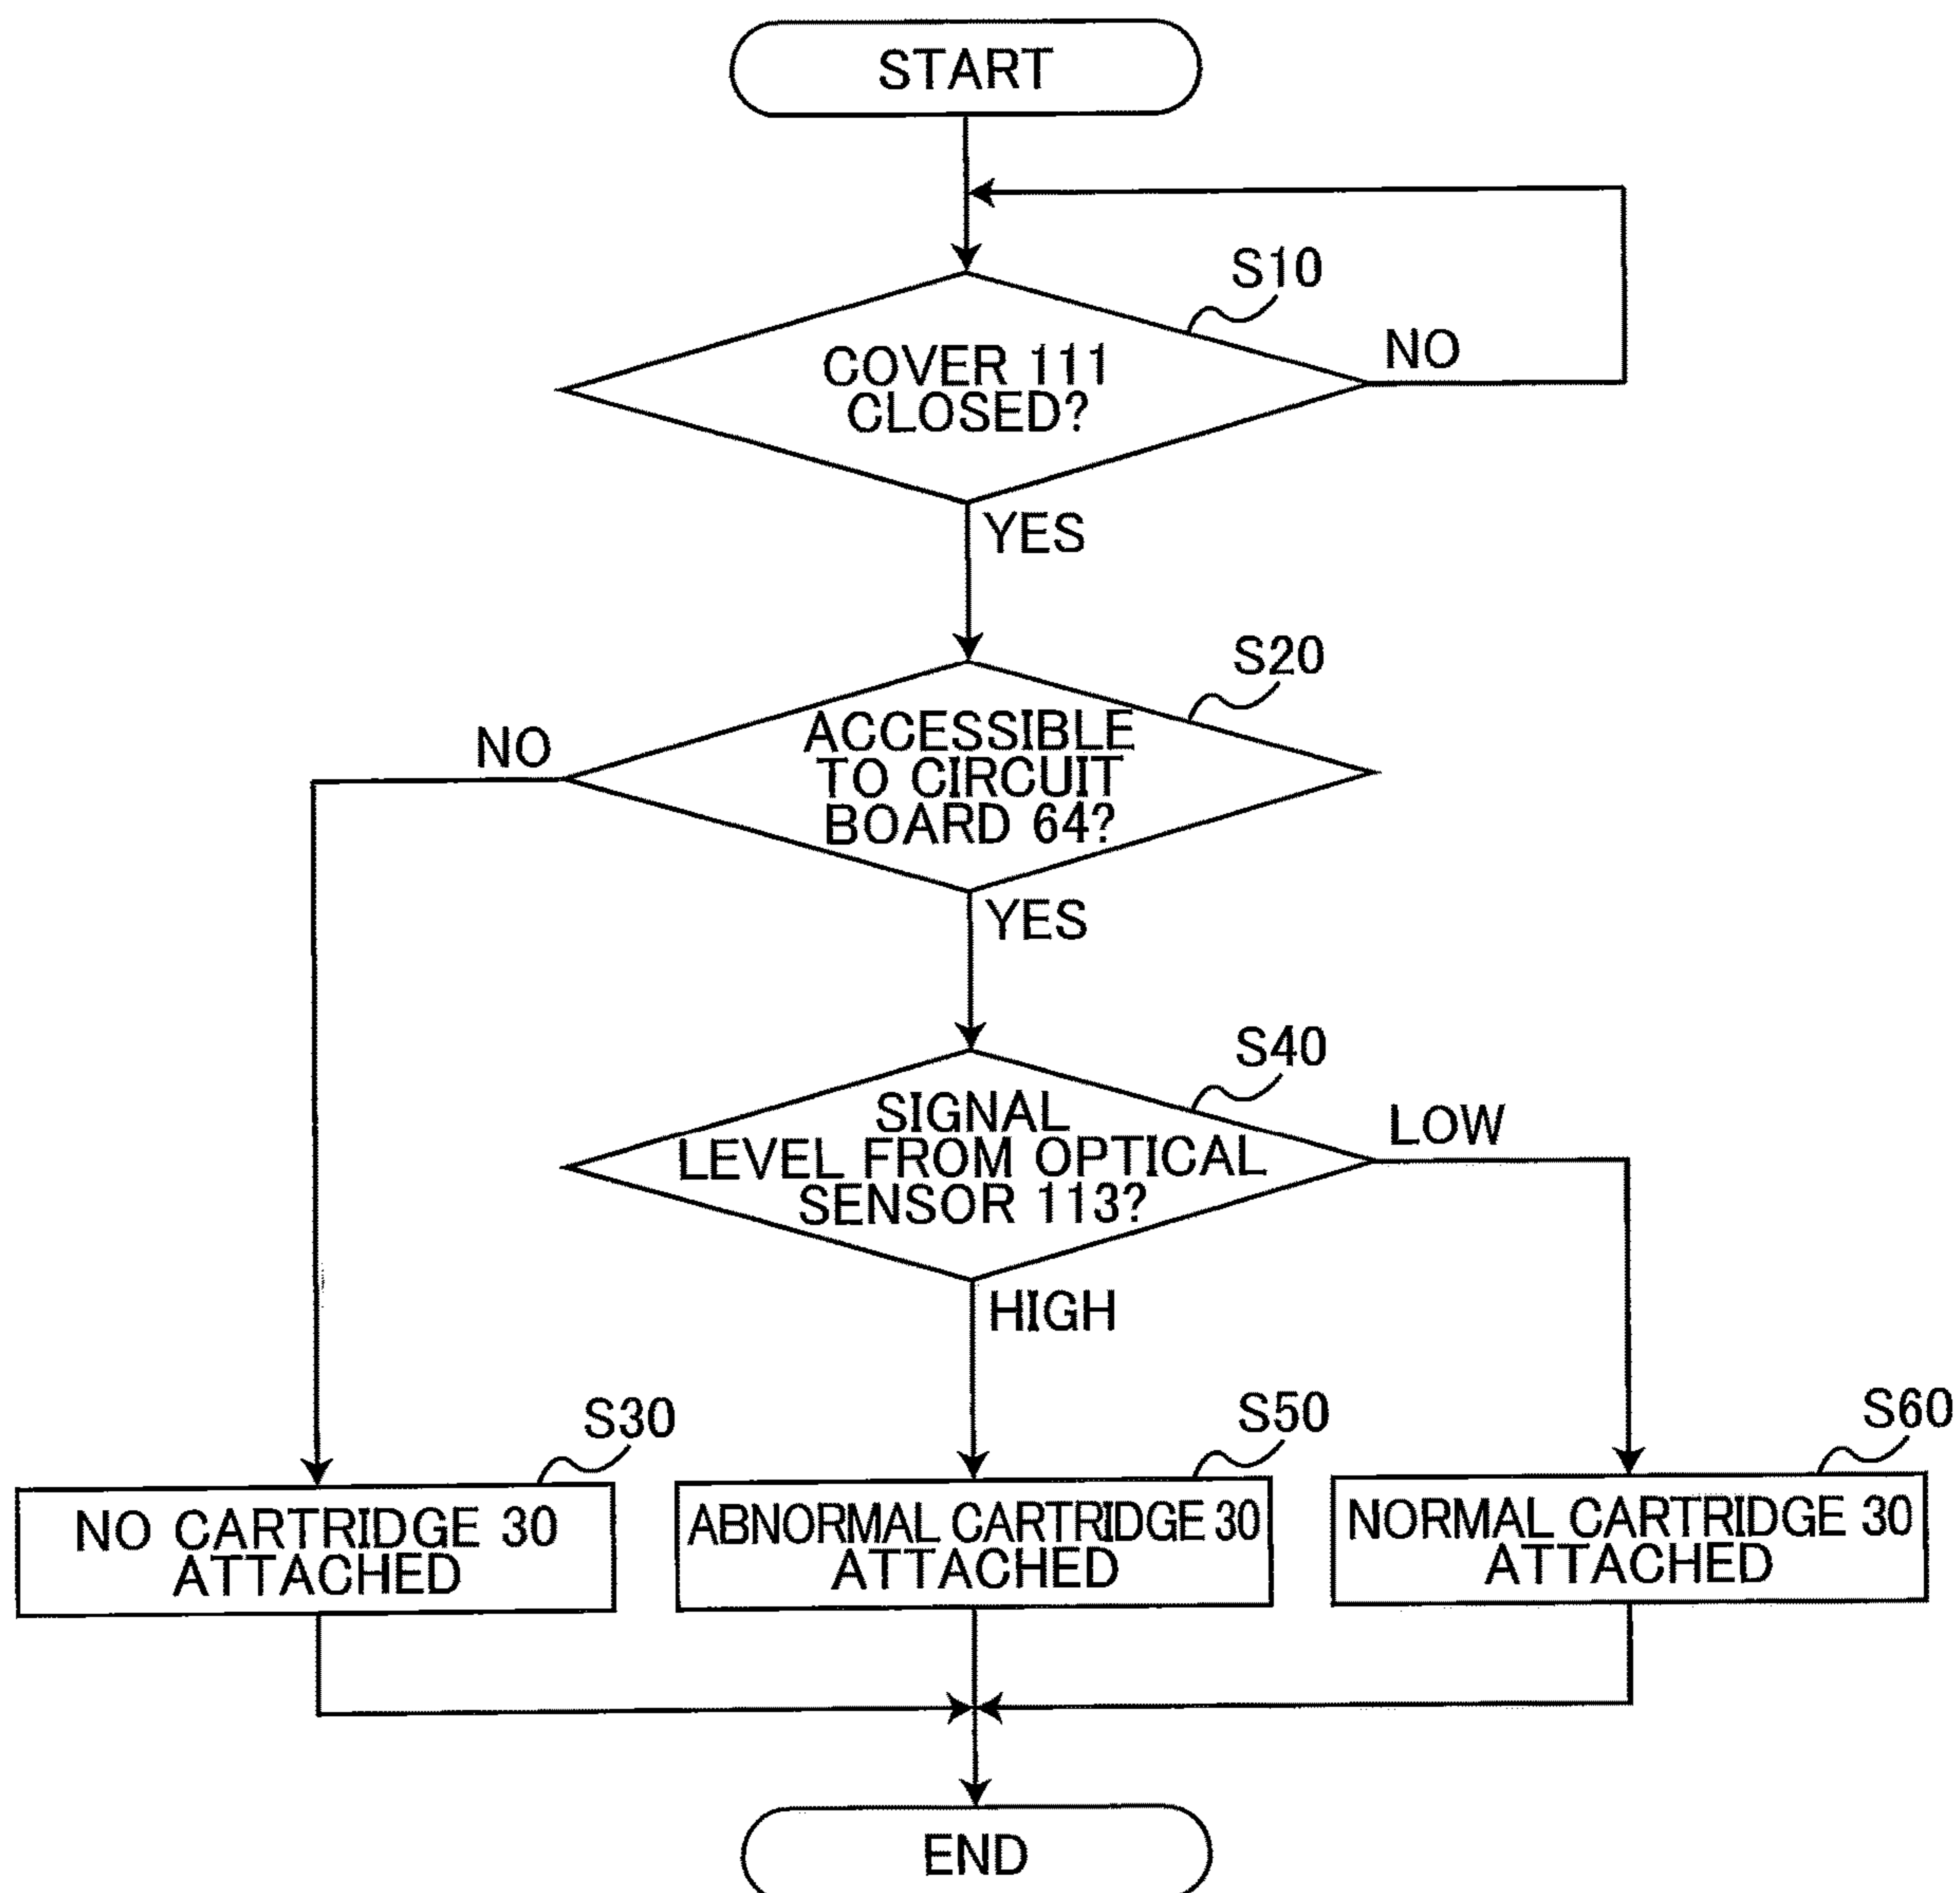 START
S10
COVER 111
CLOSED?
NO
YES
S20
ACCESSIBLE
TO CIRCUIT
BOARD 64?
NO
YES
S40
SIGNAL
LEVEL FROM OPTICAL
SENSOR 113?
LOW
HIGH
S30
NO CARTRIDGE 30
ATTACHED
S50
ABNORMAL CARTRIDGE 30
ATTACHED
S60
NORMAL CARTRIDGE 30
ATTACHED
END